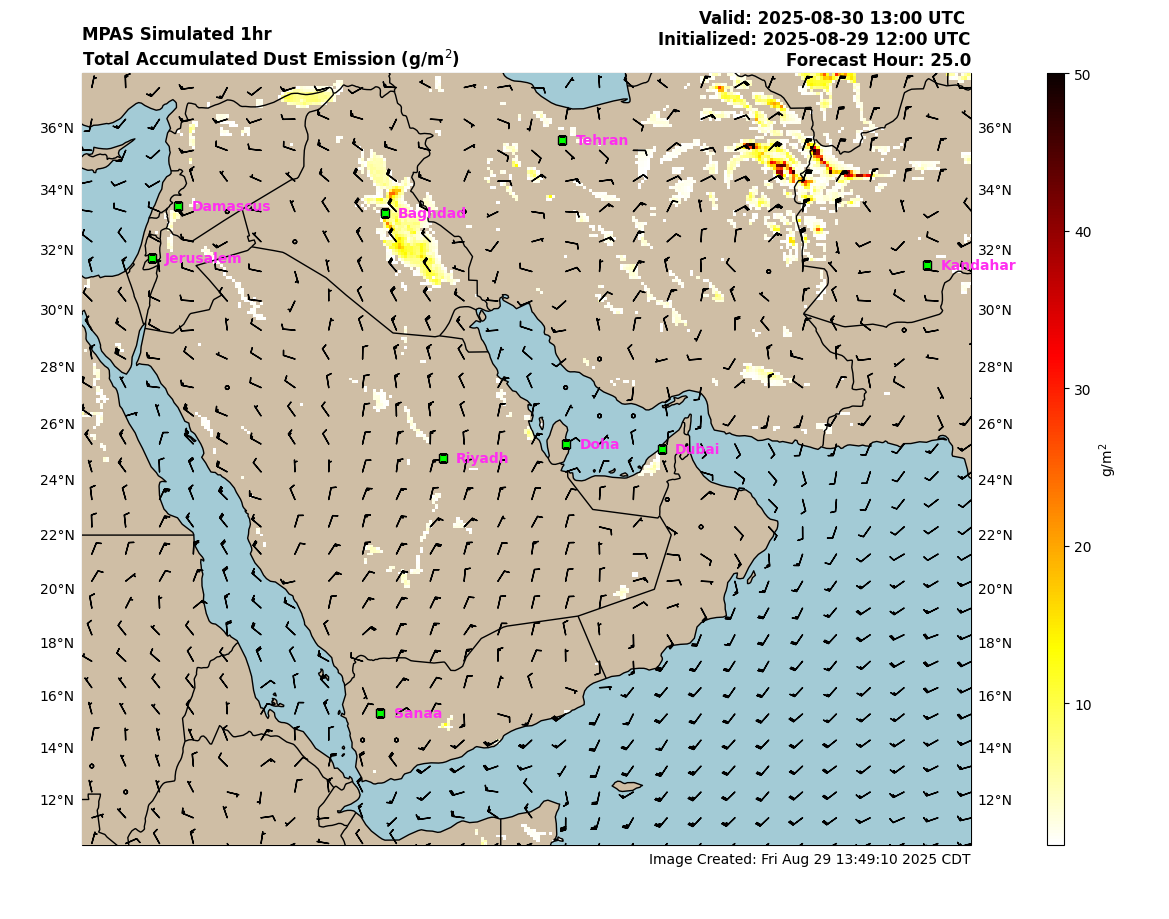 MPAS Simulated 1hr
Total Accumulated Dust Emission (g/m²)
Valid: 2025-08-30 13:00 UTC
Initialized: 2025-08-29 12:00 UTC
Forecast Hour: 25.0
36°N
34°N
32°N
30°N
28°N
26°N
24°N
22°N
20°N
18°N
16°N
14°N
12°N
Tehran
Damascus
Baghdad
Jerusalem
Kandahar
Doha
Dubai
Riyadh
Sanaa
36°N
34°N
32°N
30°N
28°N
26°N
24°N
22°N
20°N
18°N
16°N
14°N
12°N
50
40
30
20
10
g/m²
Image Created: Fri Aug 29 13:49:10 2025 CDT